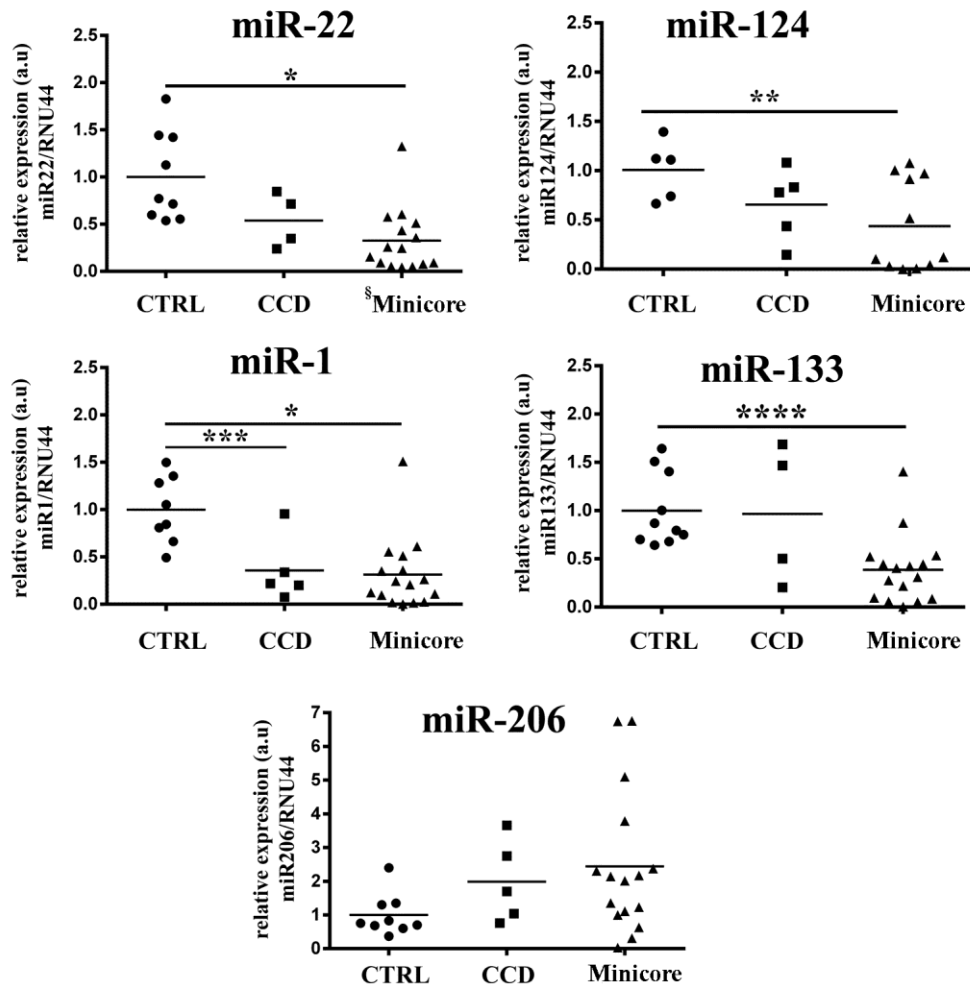 miR-22
relative expression (a.u)
miR22/RNU44
2.5
2.0
1.5
1.0
0.5
0.0
*
CTRL
CCD
§Minicore
miR-124
relative expression (a.u)
miR124/RNU44
2.5
2.0
1.5
1.0
0.5
0.0
**
CTRL
CCD
Minicore
miR-1
relative expression (a.u)
miR1/RNU44
2.5
2.0
1.5
1.0
0.5
0.0
*
***
CTRL
CCD
Minicore
miR-133
relative expression (a.u)
miR133/RNU44
2.5
2.0
1.5
1.0
0.5
0.0
****
CTRL
CCD
Minicore
miR-206
relative expression (a.u)
miR206/RNU44
7
6
5
4
3
2
1
0
CTRL
CCD
Minicore